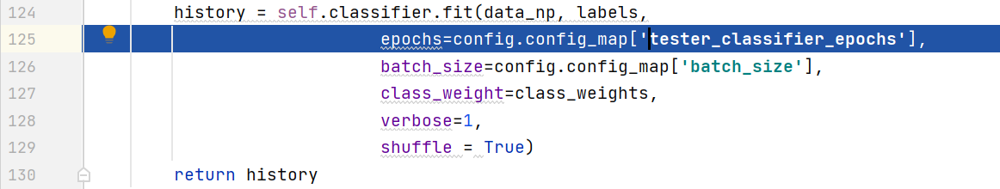 124 history = self.classifier.fit(data_np, labels,
125 epochs=config.config_map['tester_classifier_epochs'],
126 batch_size=config.config_map['batch_size'],
127 class_weight=class_weights,
128 verbose=1,
129 shuffle = True)
130 return history